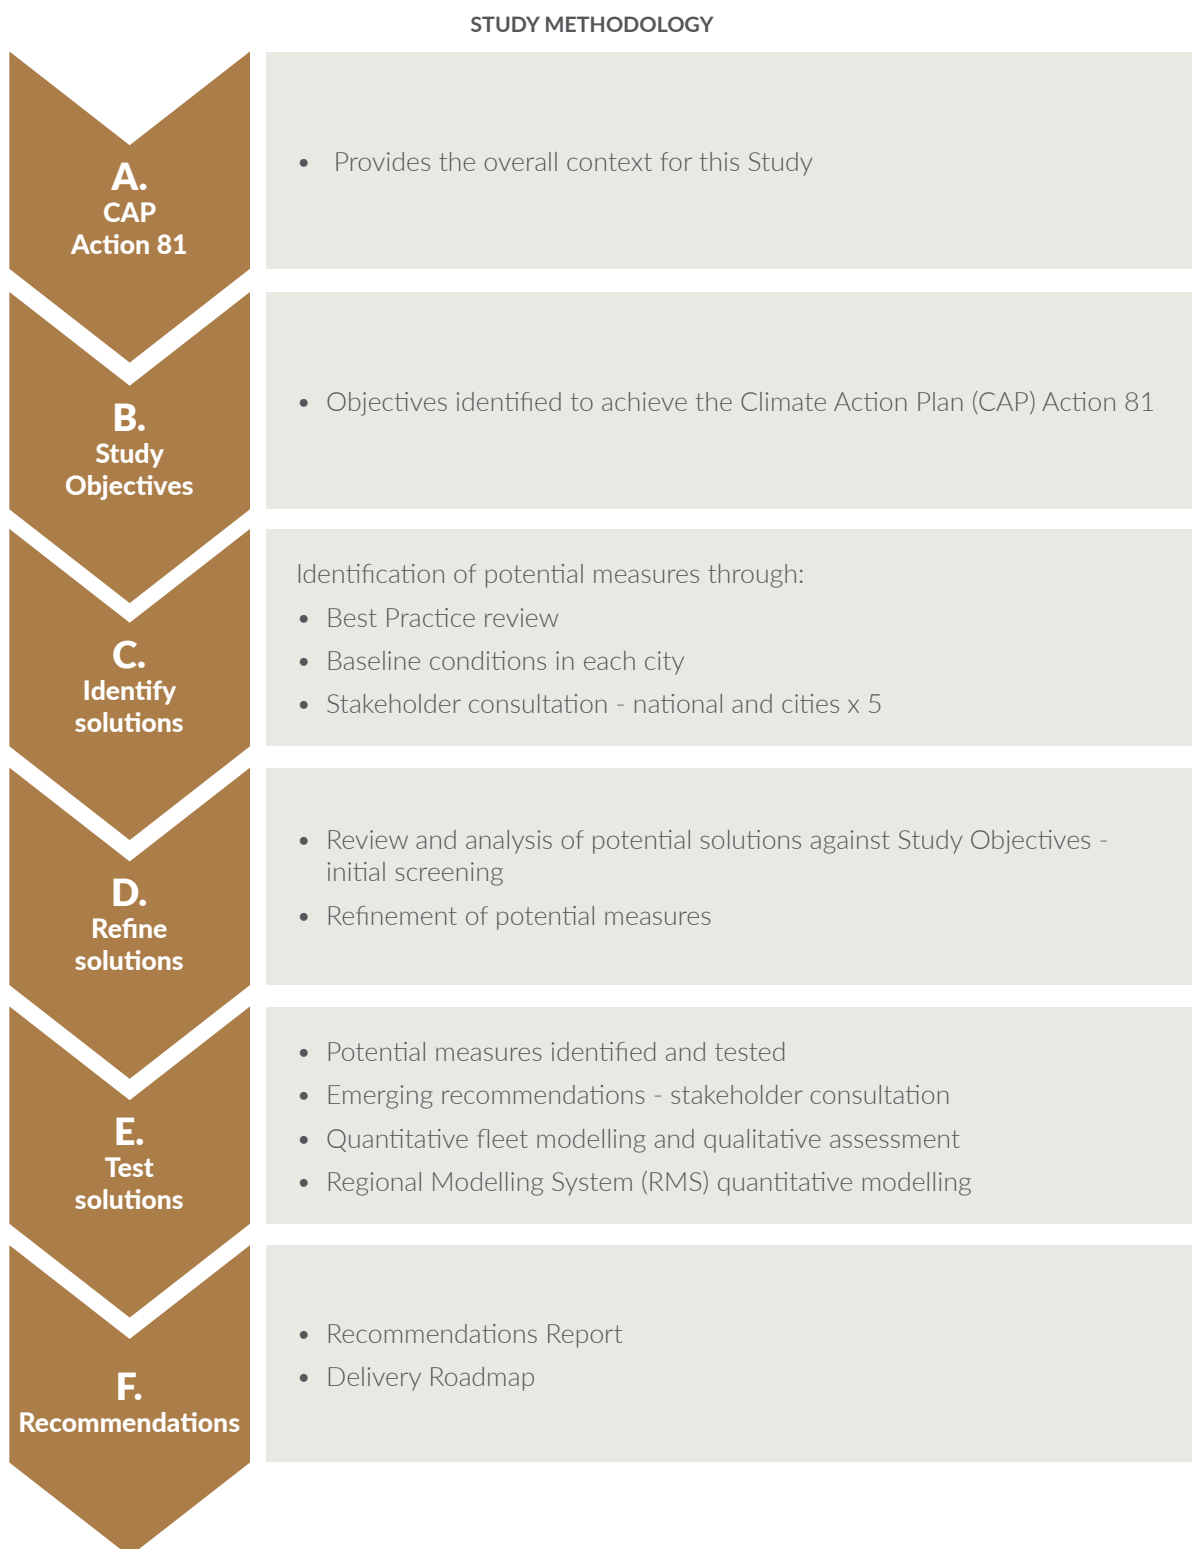 STUDY METHODOLOGY
A.
CAP
Action 81
• Provides the overall context for this Study
B.
Study
Objectives
• Objectives identified to achieve the Climate Action Plan (CAP) Action 81
C.
Identify
solutions
Identification of potential measures through:
• Best Practice review
• Baseline conditions in each city
• Stakeholder consultation - national and cities x 5
D.
Refine
solutions
• Review and analysis of potential solutions against Study Objectives -
initial screening
• Refinement of potential measures
E.
Test
solutions
• Potential measures identified and tested
• Emerging recommendations - stakeholder consultation
• Quantitative fleet modelling and qualitative assessment
• Regional Modelling System (RMS) quantitative modelling
F.
Recommendations
• Recommendations Report
• Delivery Roadmap